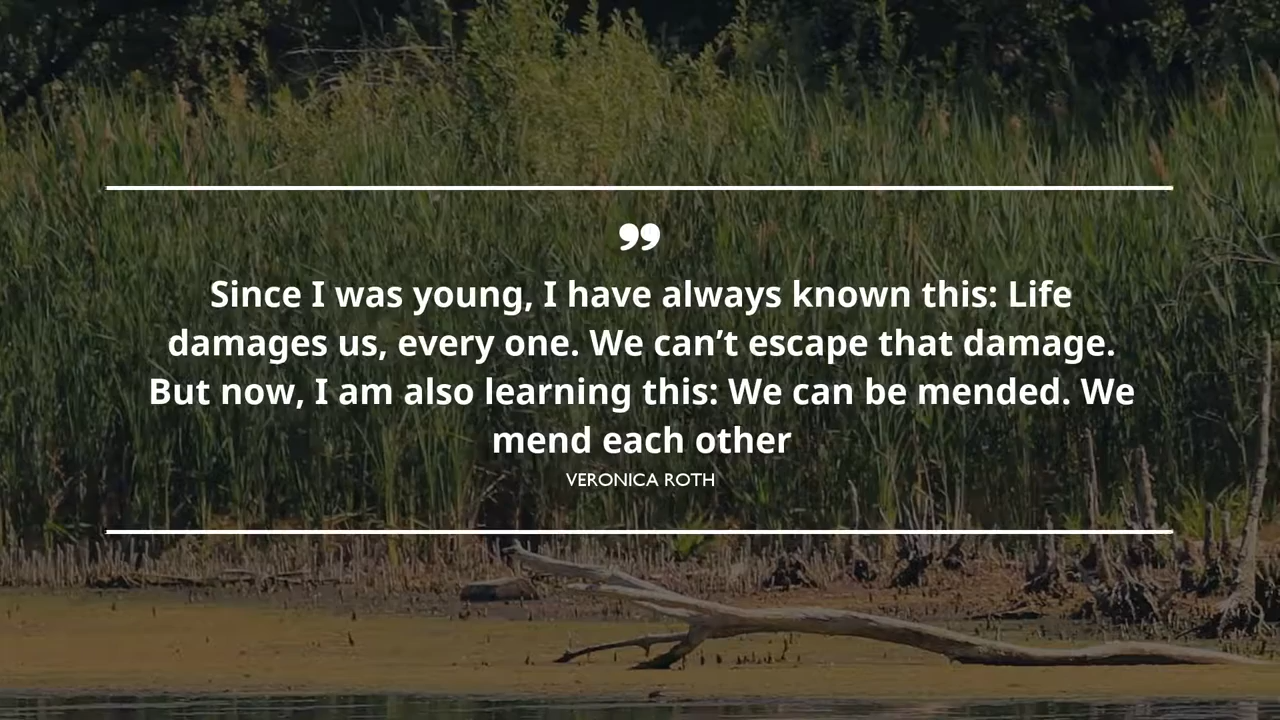 ”
Since I was young, I have always known this: Life
damages us, every one. We can’t escape that damage.
But now, I am also learning this: We can be mended. We
mend each other
VERONICA ROTH